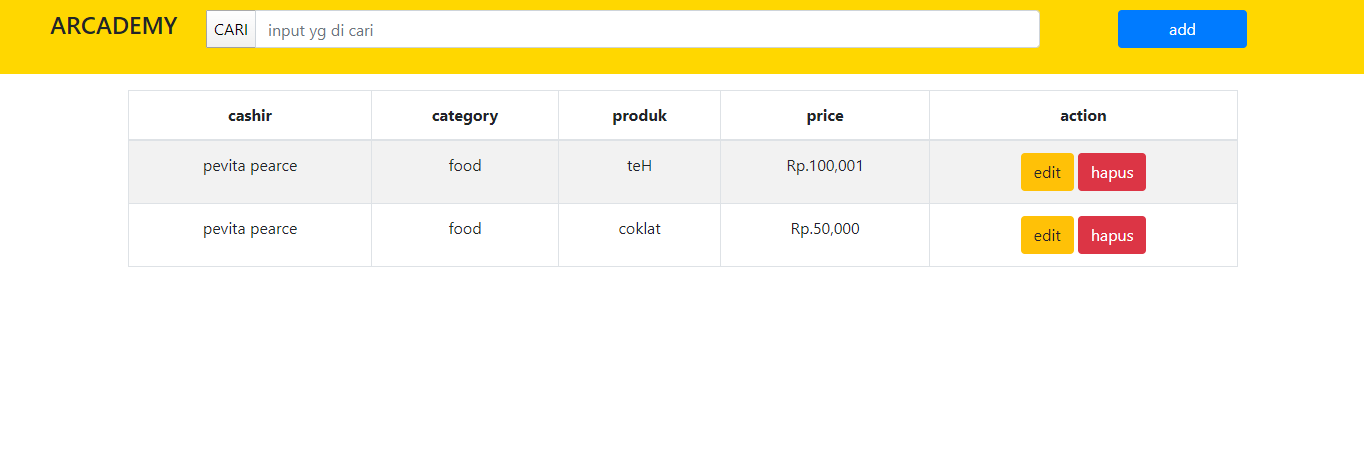 ARCADEMY CARI input yg di cari add
cashir category produk price action
pevita pearce food teH Rp.100,001 edit hapus
pevita pearce food coklat Rp.50,000 edit hapus